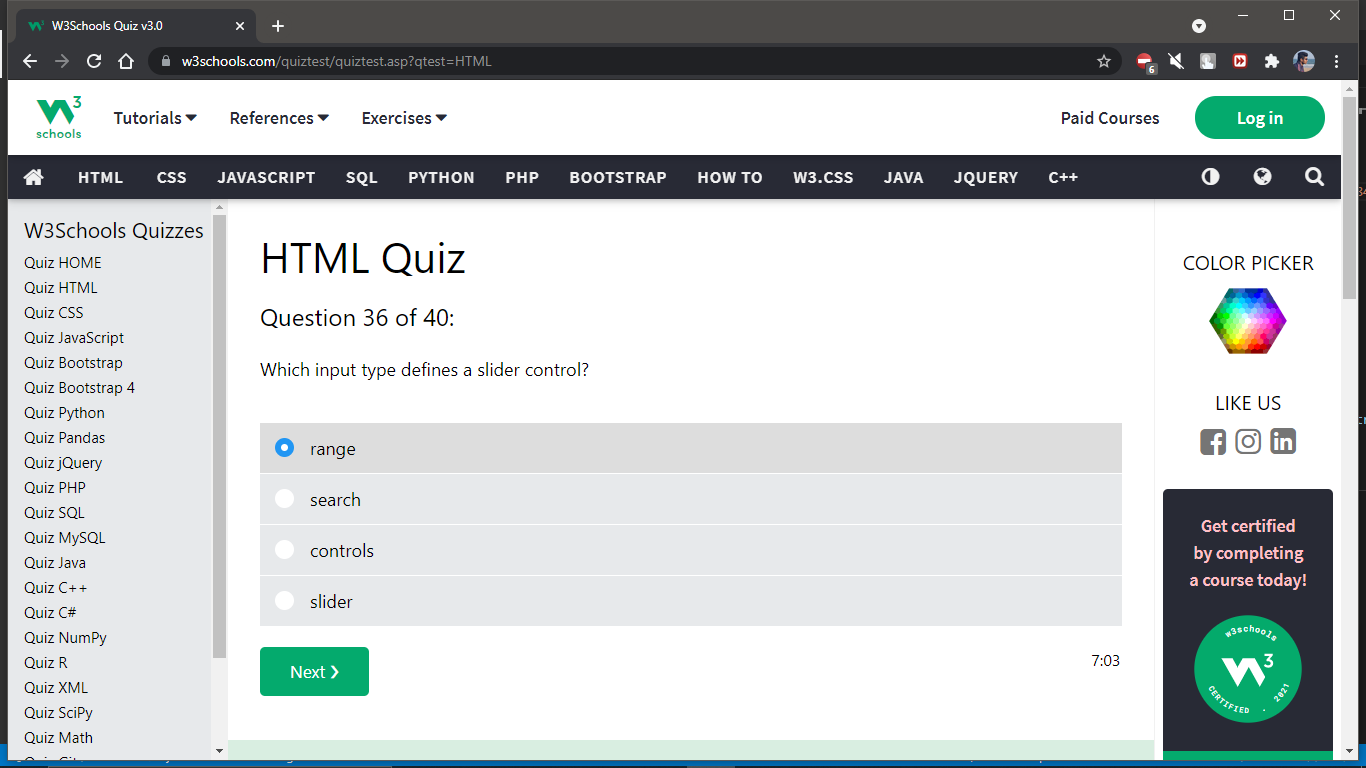 W3Schools Quiz v3.0
w3schools.com/quiztest/quiztest.asp?qtest=HTML
6
3
schools
Tutorials
References
Exercises
Paid Courses
Log in
HTML
CSS
JAVASCRIPT
SQL
PYTHON
PHP
BOOTSTRAP
HOW TO
W3.CSS
JAVA
JQUERY
C++
W3Schools Quizzes
Quiz HOME
Quiz HTML
Quiz CSS
Quiz JavaScript
Quiz Bootstrap
Quiz Bootstrap 4
Quiz Python
Quiz Pandas
Quiz jQuery
Quiz PHP
Quiz SQL
Quiz MySQL
Quiz Java
Quiz C++
Quiz C#
Quiz NumPy
Quiz R
Quiz XML
Quiz SciPy
Quiz Math
HTML Quiz
Question 36 of 40:
Which input type defines a slider control?
range
search
controls
slider
Next ❯
7:03
COLOR PICKER
LIKE US
Get certified
by completing
a course today!
w3schools
3
CERTIFIED . 2021